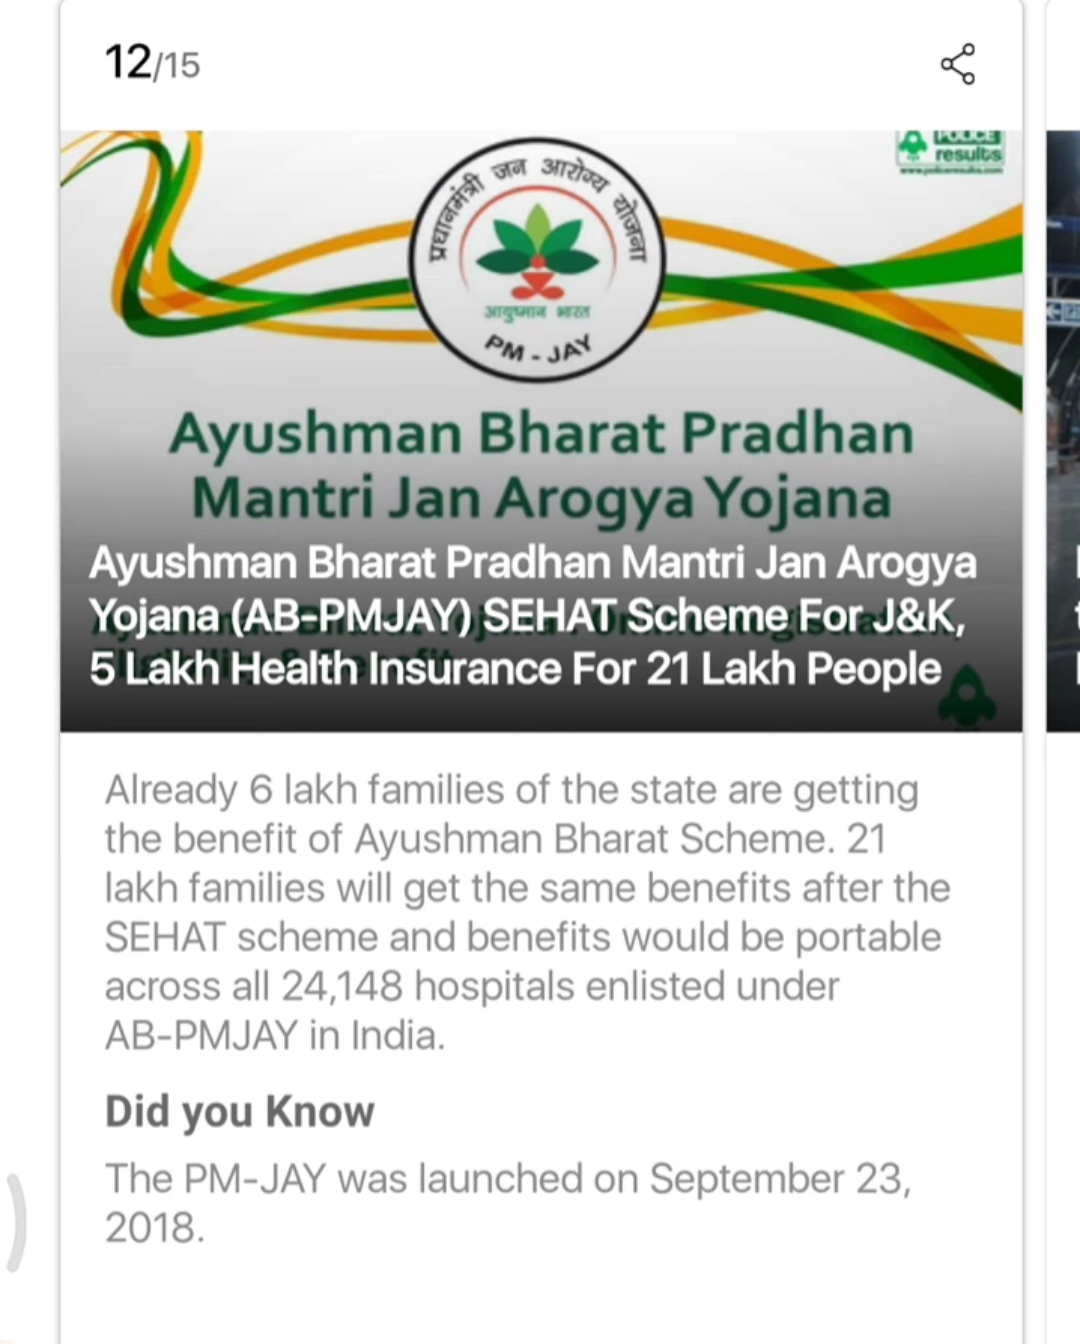 12/15
POLICE
results
www.policeresults.com
प्रधानमंत्री जन आरोग्य योजना
आयुष्मान भारत
PM - JAY
Ayushman Bharat Pradhan
Mantri Jan Arogya Yojana
Ayushman Bharat Pradhan Mantri Jan Arogya
Yojana (AB-PMJAY) SEHAT Scheme For J&K,
5 Lakh Health Insurance For 21 Lakh People
Already 6 lakh families of the state are getting
the benefit of Ayushman Bharat Scheme. 21
lakh families will get the same benefits after the
SEHAT scheme and benefits would be portable
across all 24,148 hospitals enlisted under
AB-PMJAY in India.
Did you Know
The PM-JAY was launched on September 23,
2018.